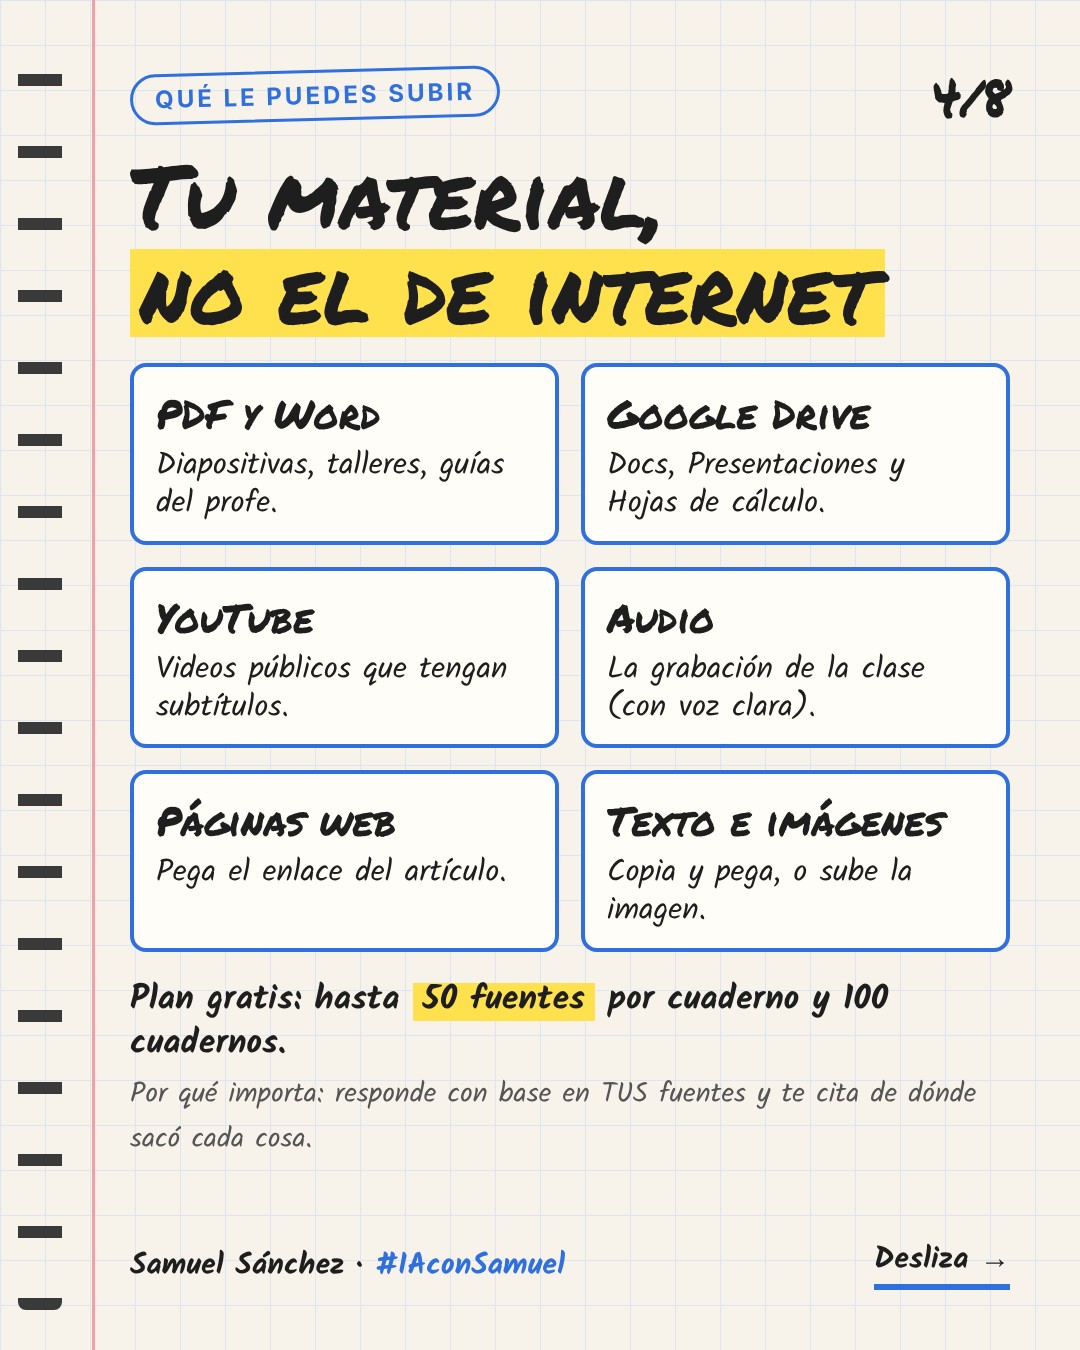 QUÉ LE PUEDES SUBIR
4/8
Tu material,
no el de internet
PDF y Word
Diapositivas, talleres, guías
del profe.
Google Drive
Docs, Presentaciones y
Hojas de cálculo.
YouTube
Videos públicos que tengan
subtítulos.
Audio
La grabación de la clase
(con voz clara).
Páginas web
Pega el enlace del artículo.
Texto e imágenes
Copia y pega, o sube la
imagen.
Plan gratis: hasta 50 fuentes por cuaderno y 100
cuadernos.
Por qué importa: responde con base en TUS fuentes y te cita de dónde
sacó cada cosa.
Samuel Sánchez · #IAconSamuel
Desliza →